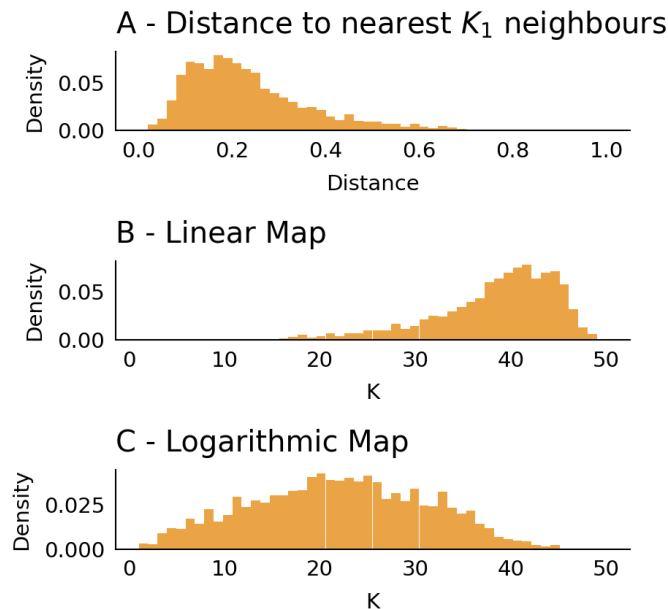 A - Distance to nearest K₁ neighbours
Density
0.05
0.00
0.0 0.2 0.4 0.6 0.8 1.0
Distance
B - Linear Map
Density
0.05
0.00
0 10 20 30 40 50
K
C - Logarithmic Map
Density
0.025
0.000
0 10 20 30 40 50
K